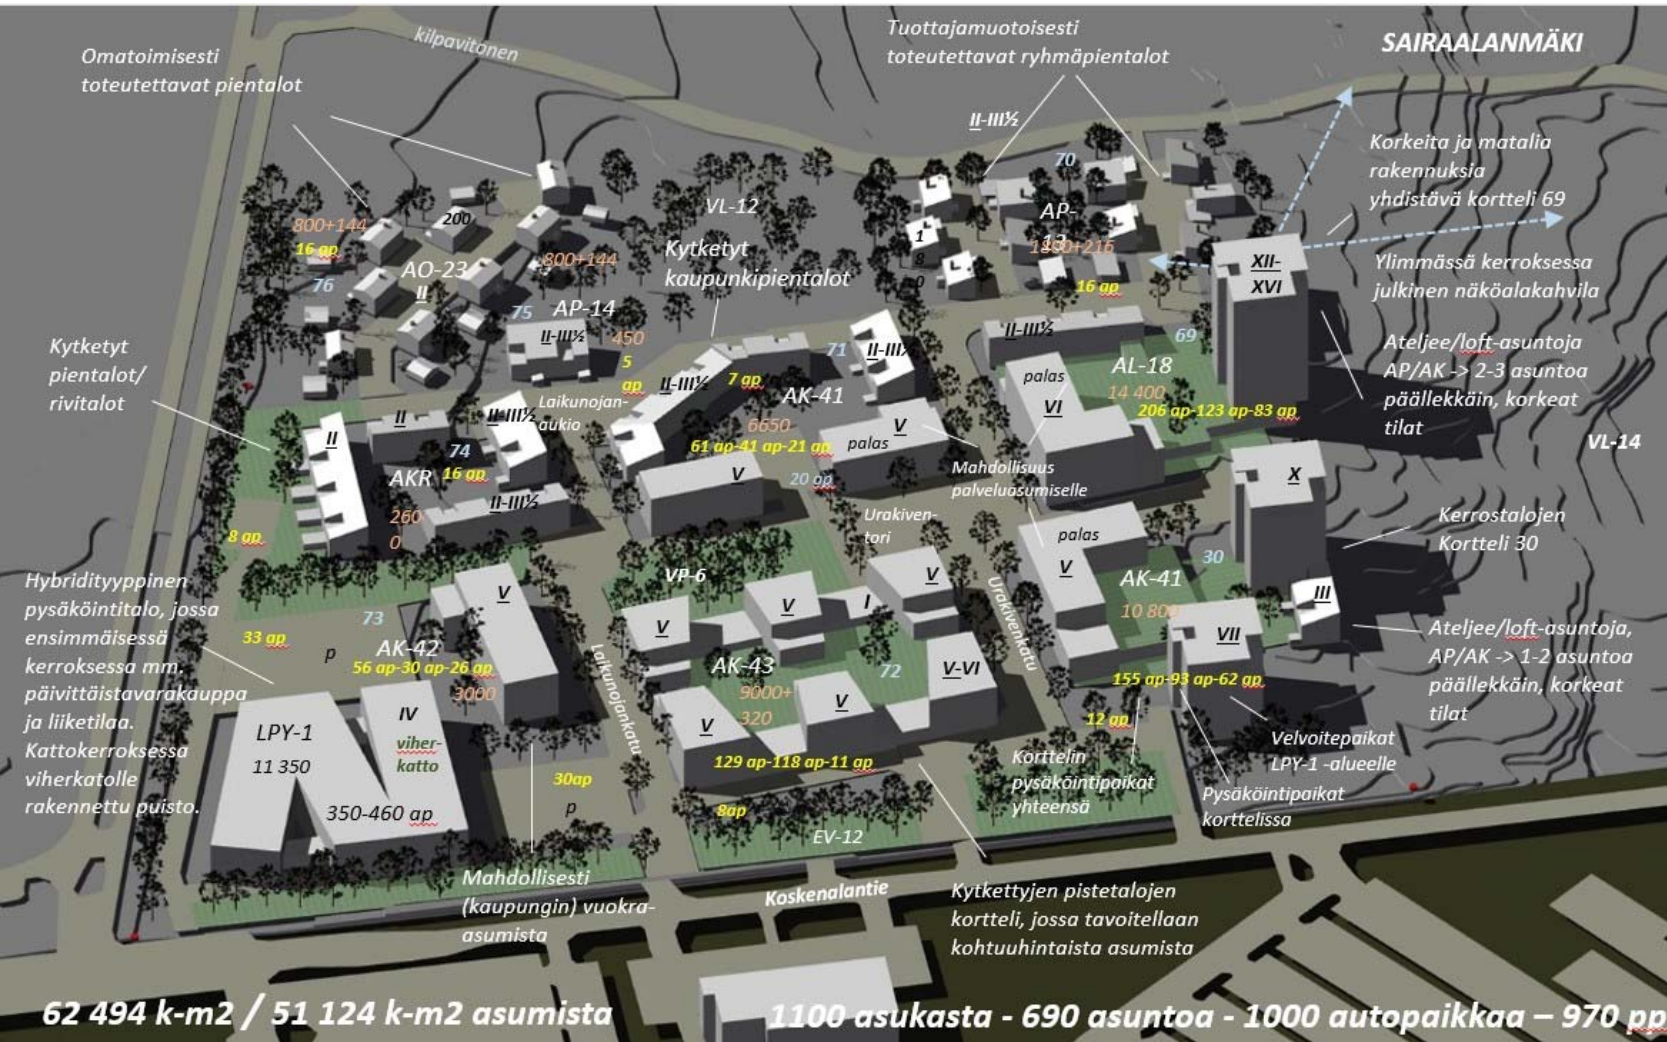 kilpavitonen
Omatoimisesti
toteutettavat pientalot
Tuottajamuotoisesti
toteutettavat ryhmäpientalot
SAIRAALANMÄKI
II-III½
Korkeita ja matalia
rakennuksia
yhdistävä kortteli 69
70
VL-12
AP-
1800+216
16 ap
180
XII-
XVI
Ylimmässä kerroksessa
julkinen näköalakahvila
800+144
16 ap
200
AO-23
II
76
800+144
75
AP-14
II-III½
450
5
ap
Kytketyt
kaupunkipientalot
II-III½
69
AL-18
14 400
206 ap-123 ap-83 ap
palas
VI
Ateljee/loft-asuntoja
AP/AK -> 2-3 asuntoa
päällekkäin, korkeat
tilat
VL-14
Kytketyt
pientalot/
rivitalot
71
7 ap
II-III½
AK-41
6650
61 ap-41 ap-21 ap
V
palas
20 ap
V
Laikunojan-
aukio
II
II
II-III½
74
16 ap
AKR
260
0
II-III½
8 ap
Mahdollisuus
palveluasumiselle
Urakiven-
tori
X
Kerrostalojen
Kortteli 30
palas
V
30
AK-41
10 800
III
VII
155 ap-93 ap-62 ap
12 ap
Ateljee/loft-asuntoja,
AP/AK -> 1-2 asuntoa
päällekkäin, korkeat
tilat
Hybridityyppinen
pysäköintitalo, jossa
ensimmäisessä
kerroksessa mm.
päivittäistavarakauppa
ja liiketilaa.
Kattokerroksessa
viherkatolle
rakennettu puisto.
73
33 ap
p
AK-42
56 ap-30 ap-26 ap
3000
V
VP-6
V
V
I
V
AK-43
9000+
320
72
V-VI
V
V
129 ap-118 ap-11 ap
8ap
EV-12
Laikunojankatu
Urakivenkatu
LPY-1
11 350
IV
viher-
katto
350-460 ap
30ap
p
Korttelin
pysäköintipaikat
yhteensä
Velvoitepaikat
LPY-1 -alueelle
Pysäköintipaikat
korttelissa
Mahdollisesti
(kaupungin) vuokra-
asumista
Koskenalantie
Kytkettyjen pistetalojen
kortteli, jossa tavoitellaan
kohtuuhintaista asumista
62 494 k-m2 / 51 124 k-m2 asumista
1100 asukasta - 690 asuntoa - 1000 autopaikkaa – 970 pp